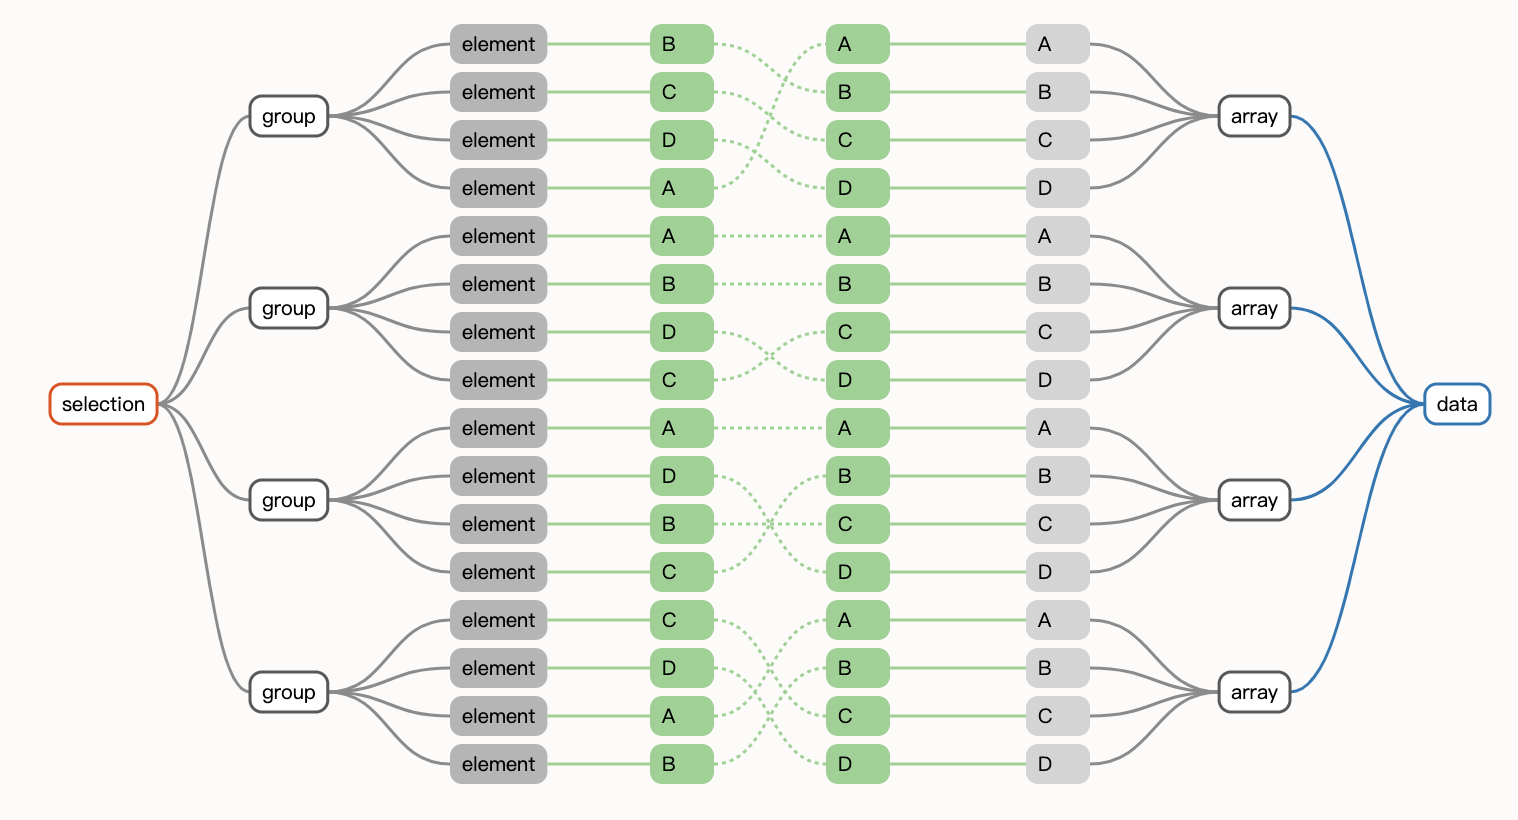 element B A A
element C B B
group array
element D C C
element A D D
element A A A
element B B B
group array
element D C C
element C D D
selection data
element A A A
element D B B
group array
element B C C
element C D D
element C A A
element D B B
group array
element A C C
element B D D